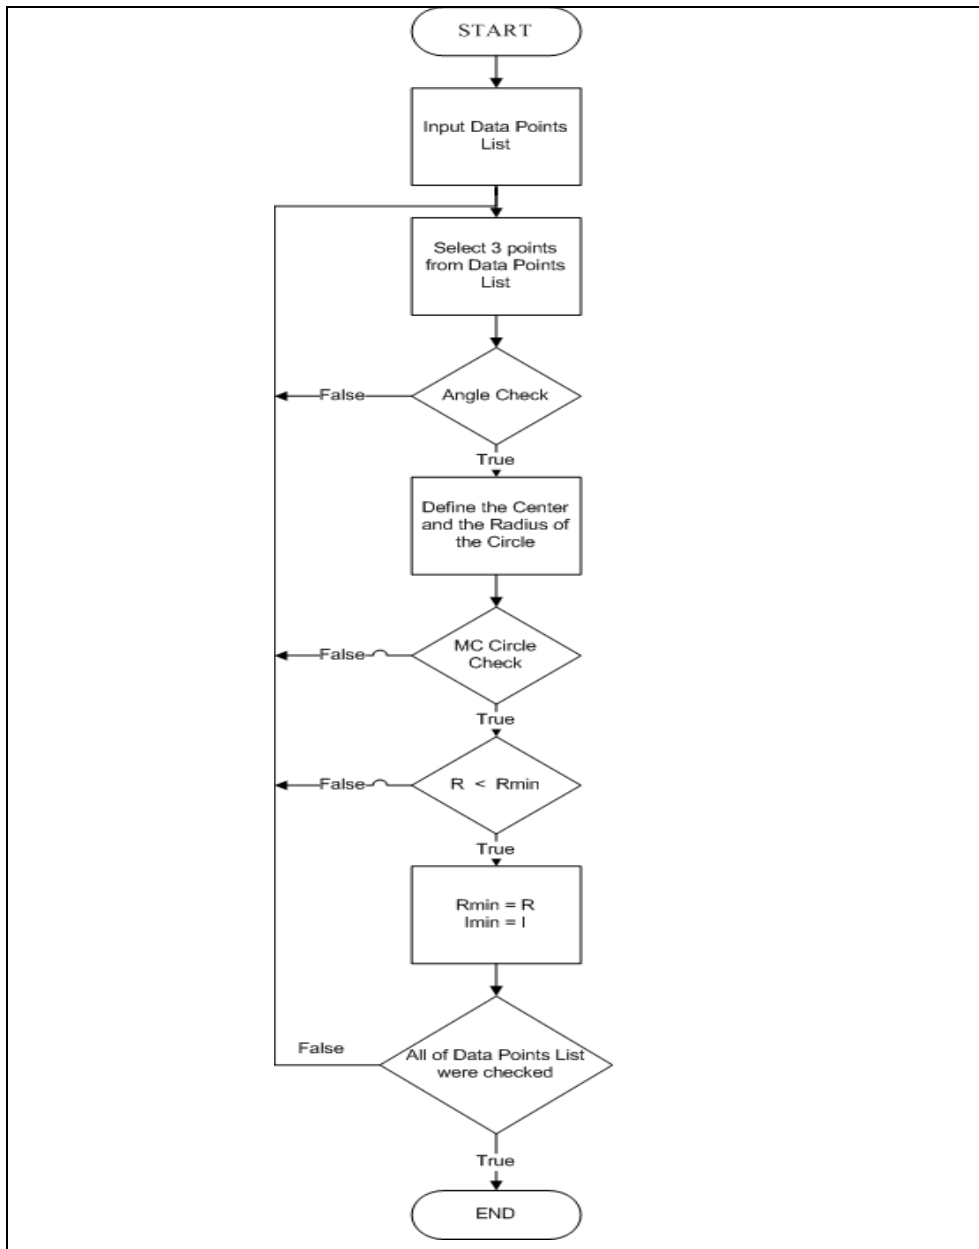 START
Input Data Points
List
Select 3 points
from Data Points
List
False
Angle Check
True
Define the Center
and the Radius of
the Circle
False
MC Circle
Check
True
False
R < Rmin
True
Rmin = R
Imin = I
False
All of Data Points List
were checked
True
END